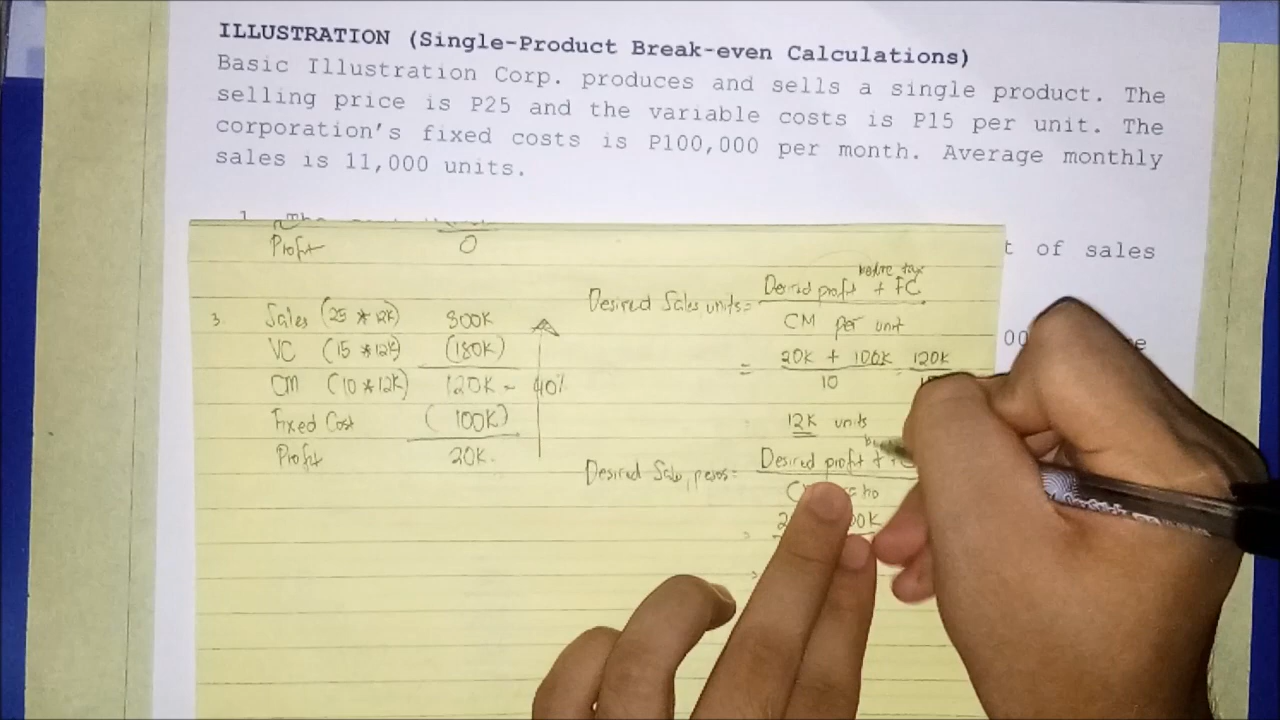 ILLUSTRATION (Single-Product Break-even Calculations)
Basic Illustration Corp. produces and sells a single product. The
selling price is P25 and the variable costs is P15 per unit. The
corporation's fixed costs is P100,000 per month. Average monthly
sales is 11,000 units.
t of sales
Profit 0
3. Sales (25 * 12K) 300K
VC (15 * 12K) (180K)
CM (10 * 12K) 120K - 40%
Fixed Cost (100K)
Profit 20K.
before tax
Desired Sales, units = Desired profit + FC
CM per unit
= 20K + 100K 120K
10
12K units
Desired Sales, pesos = Desired profit +